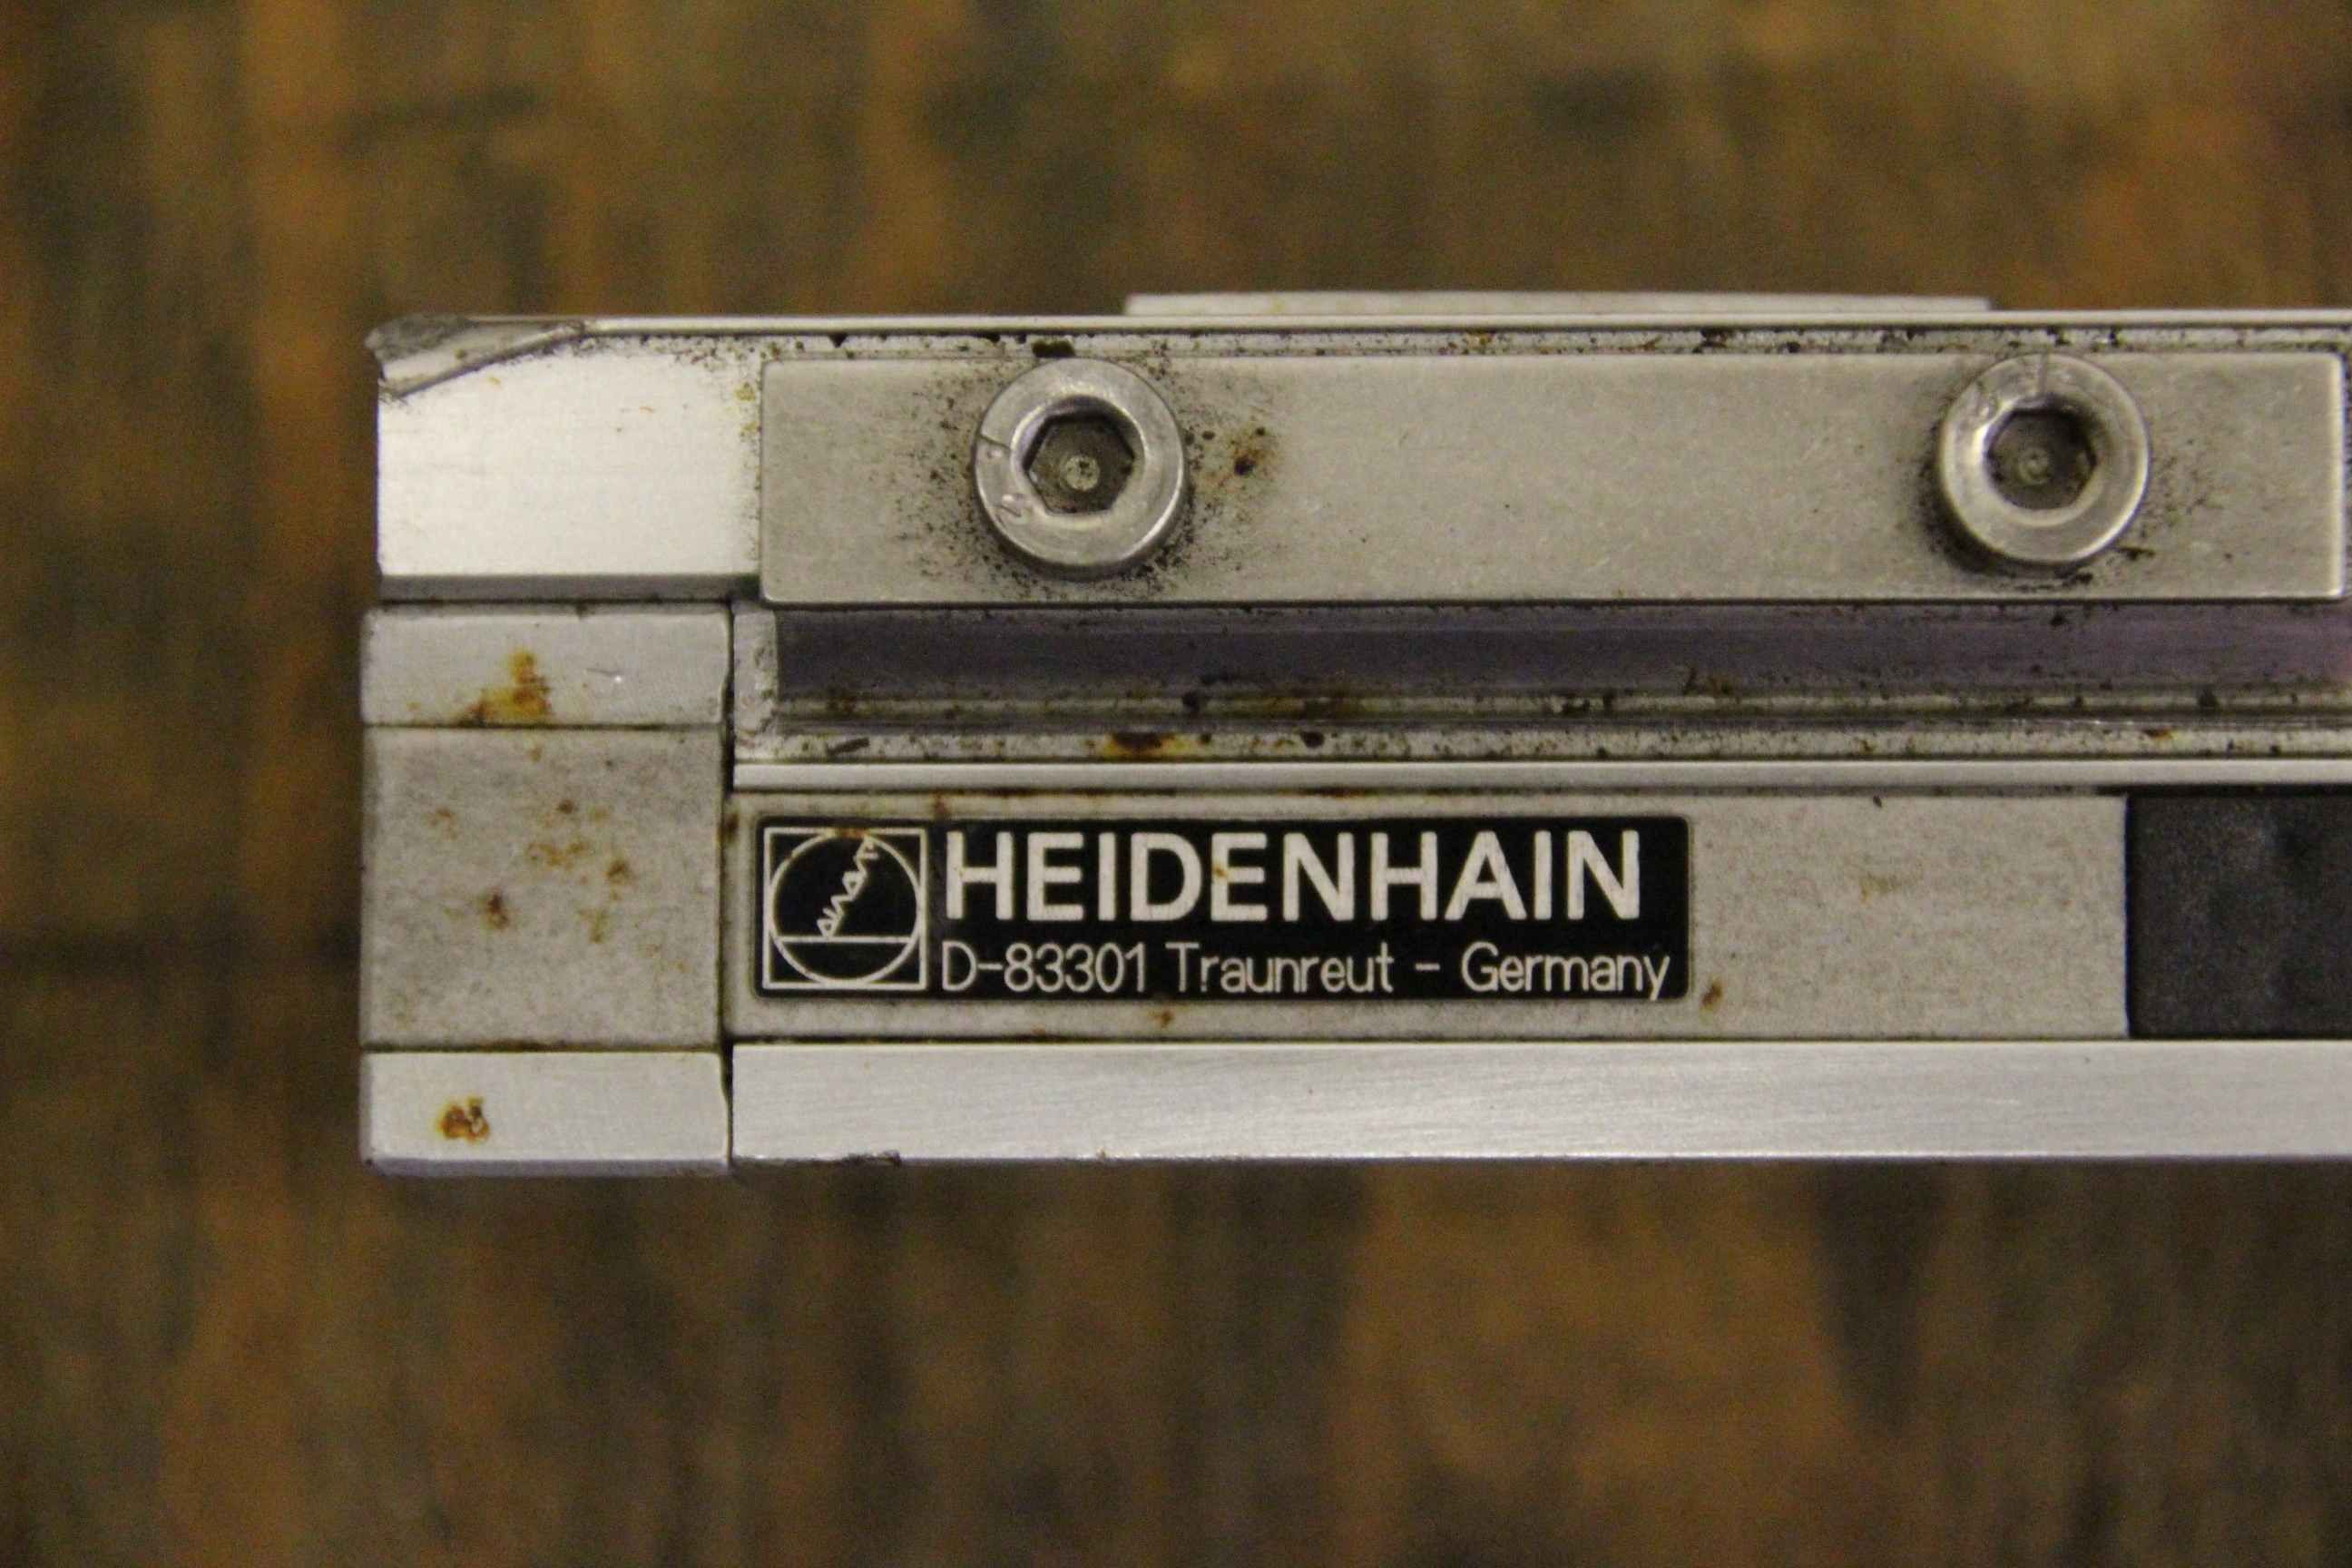 HEIDENHAIN
D-83301 Traunreut - Germany